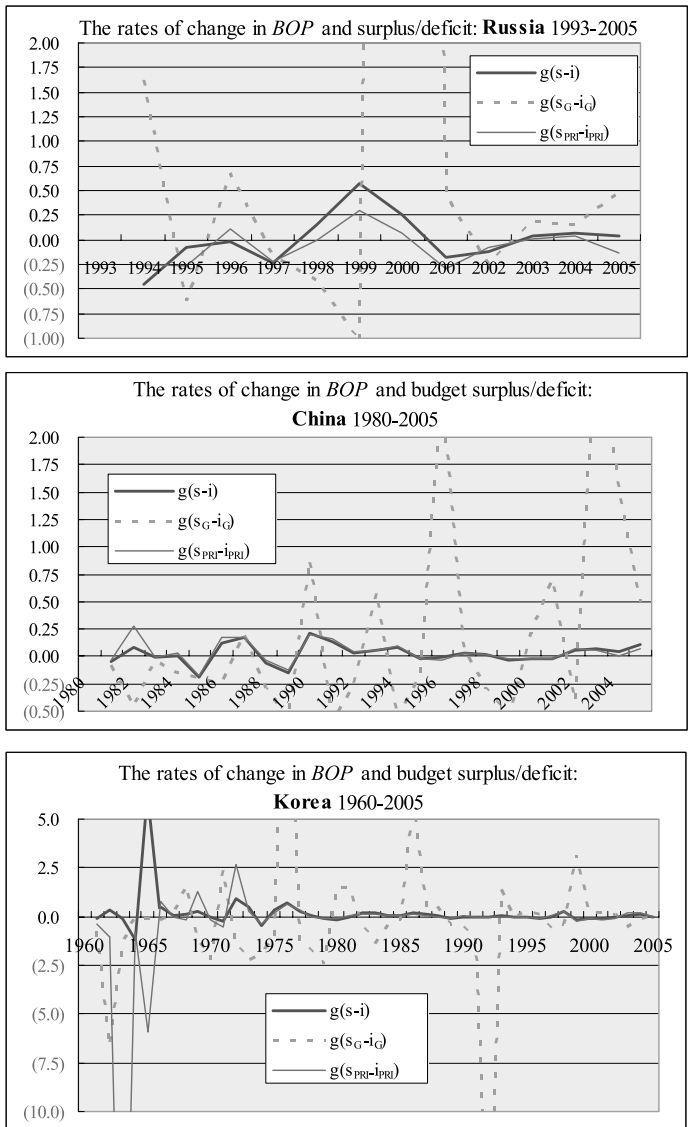 The rates of change in BOP and surplus/deficit: Russia 1993-2005
2.00
1.75
1.50
1.25
1.00
0.75
0.50
0.25
0.00
(0.25)
(0.50)
(0.75)
(1.00)
g(s-i)
g(sG-iG)
g(sPRI-iPRI)
1993 1994 1995 1996 1997 1998 1999 2000 2001 2002 2003 2004 2005
The rates of change in BOP and budget surplus/deficit:
China 1980-2005
2.00
1.75
1.50
1.25
1.00
0.75
0.50
0.25
0.00
(0.25)
(0.50)
g(s-i)
g(sG-iG)
g(sPRI-iPRI)
1980 1982 1984 1986 1988 1990 1992 1994 1996 1998 2000 2002 2004
The rates of change in BOP and budget surplus/deficit:
Korea 1960-2005
5.0
2.5
0.0
(2.5)
(5.0)
(7.5)
(10.0)
1960 1965 1970 1975 1980 1985 1990 1995 2000 2005
g(s-i)
g(sG-iG)
g(sPRI-iPRI)